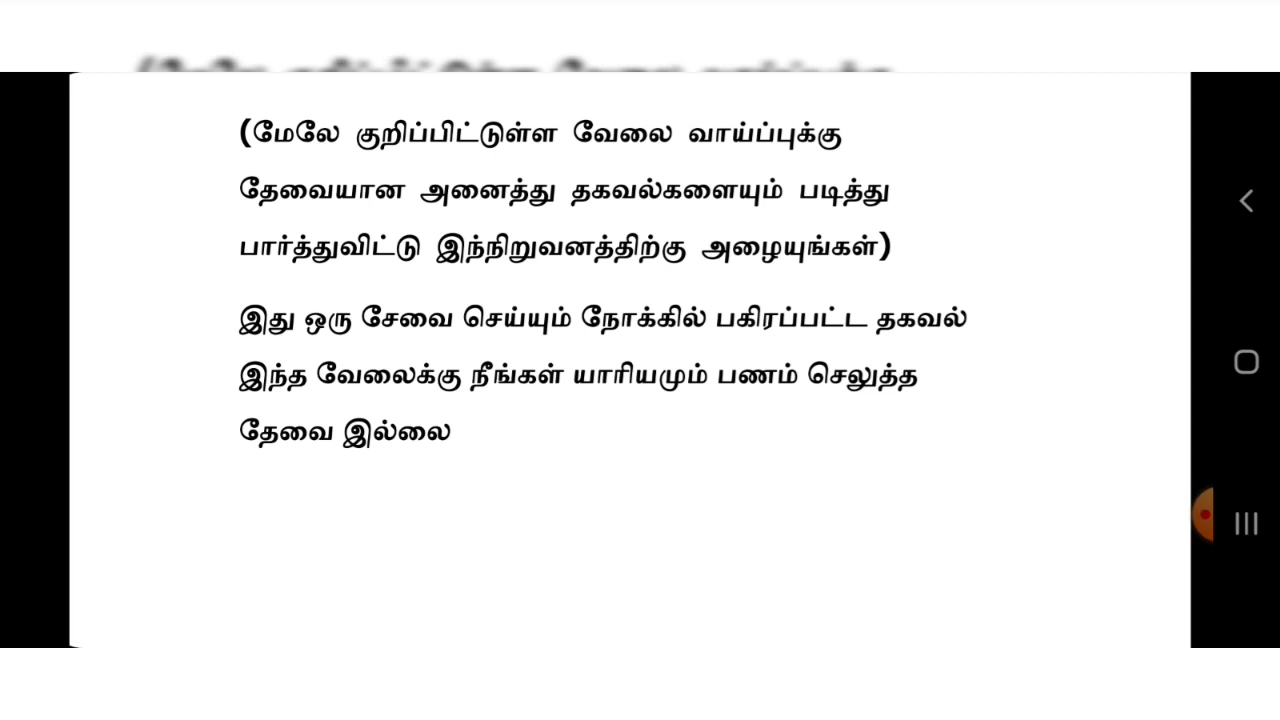 (மேலே குறிப்பிட்டுள்ள வேலை வாய்ப்புக்கு
தேவையான அனைத்து தகவல்களையும் படித்து
பார்த்துவிட்டு இந்நிறுவனத்திற்கு அழையுங்கள்)
இது ஒரு சேவை செய்யும் நோக்கில் பகிரப்பட்ட தகவல்
இந்த வேலைக்கு நீங்கள் யாரியமும் பணம் செலுத்த
தேவை இல்லை